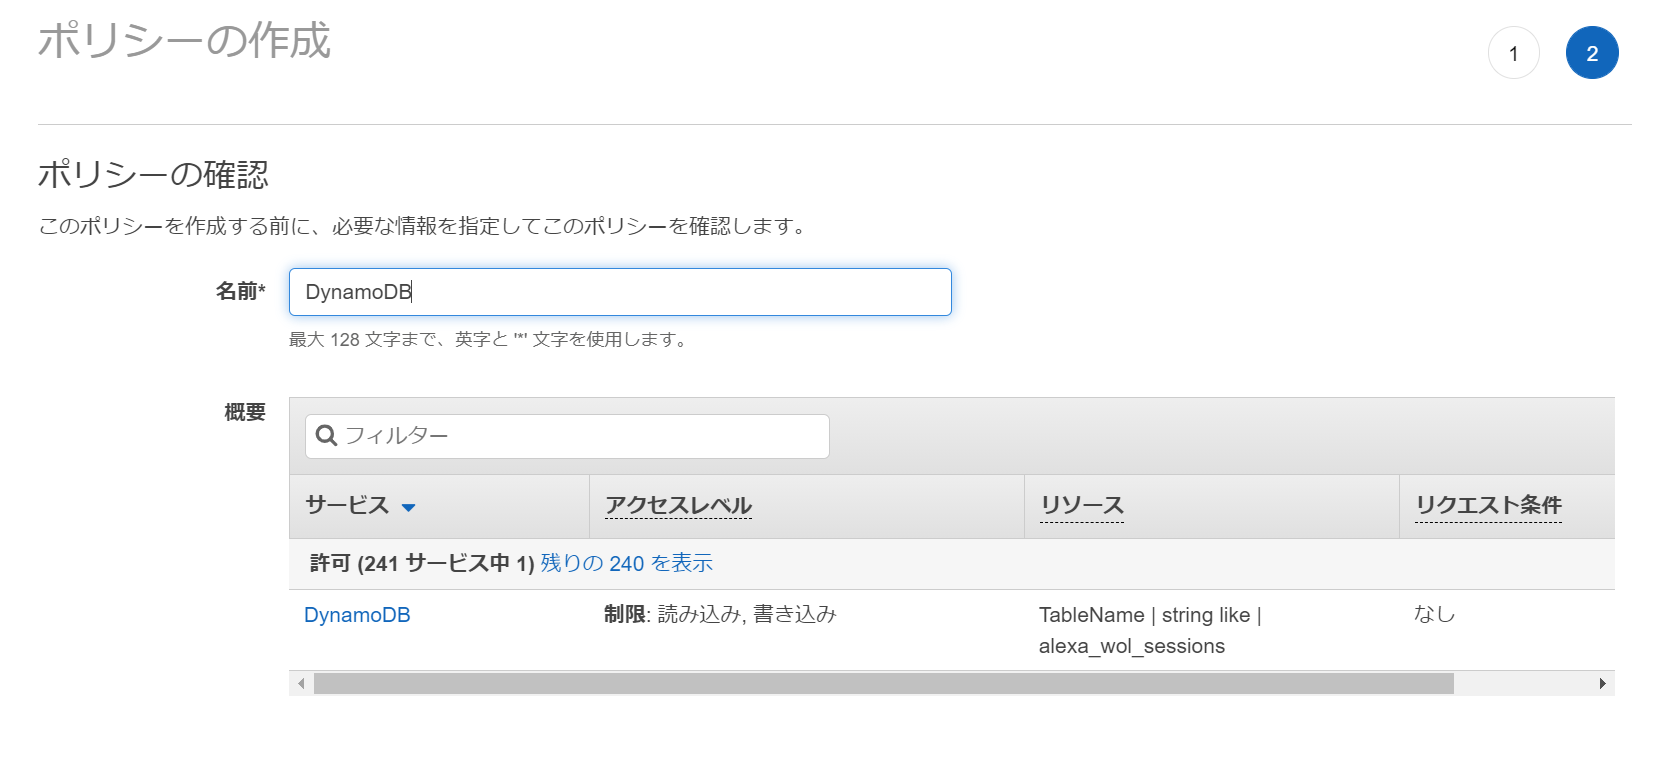 ポリシーの作成
1
2
ポリシーの確認
このポリシーを作成する前に、必要な情報を指定してこのポリシーを確認します。
名前*
DynamoDB
最大 128 文字まで、英字と '*' 文字を使用します。
概要
フィルター
サービス アクセスレベル リソース リクエスト条件
許可 (241 サービス中 1) 残りの 240 を表示
DynamoDB 制限: 読み込み, 書き込み TableName | string like | なし
alexa_wol_sessions